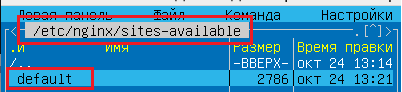 Левая панель Файл Команда Настройки
/etc/nginx/sites-available .[^]>
.и Имя Размер Время правки
/.. -ВВЕРХ- окт 24 13:14
default 2786 окт 24 13:21